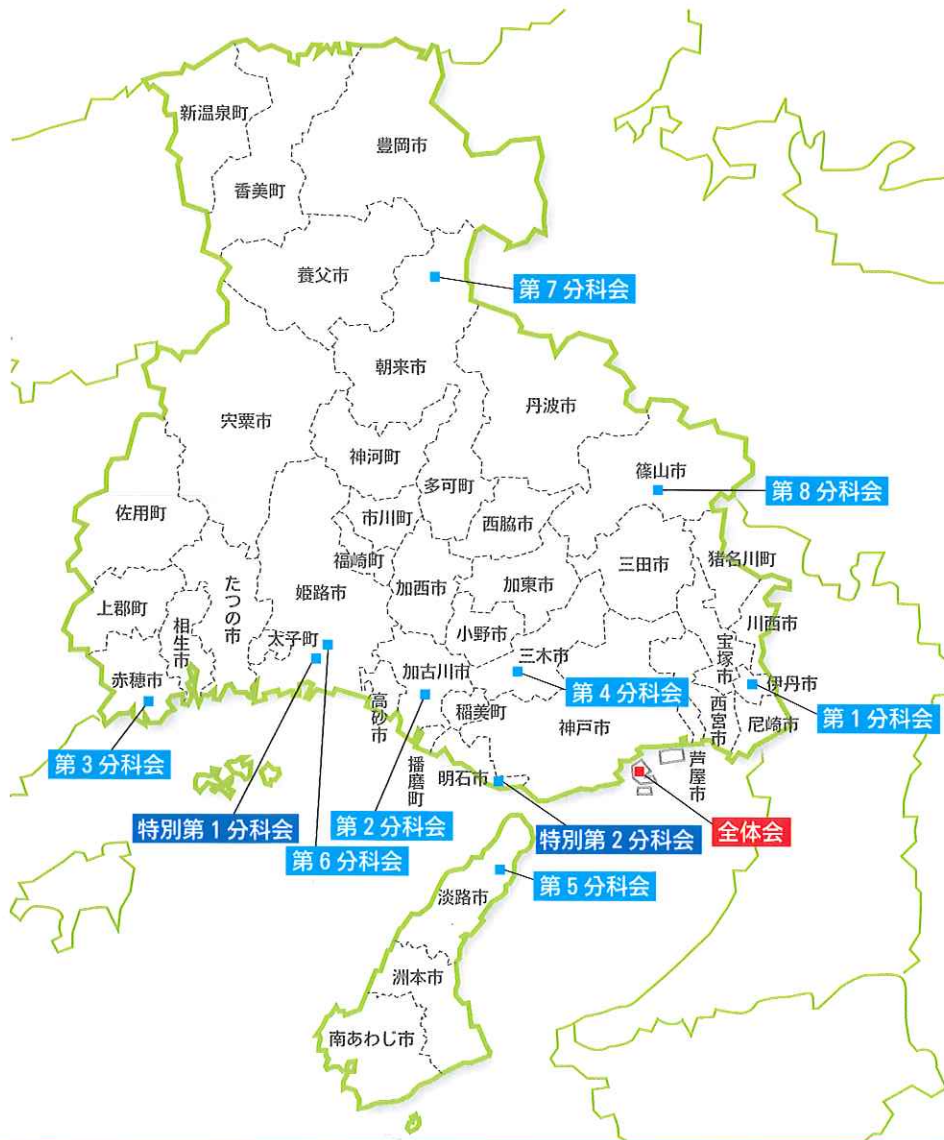 新温泉町
豊岡市
香美町
養父市
第7分科会
朝来市
丹波市
宍粟市
神河町
篠山市
多可町
第8分科会
佐用町
市川町
西脇市
福崎町
三田市
猪名川町
加西市
加東市
たつの市
姫路市
上郡町
相生市
川西市
小野市
太子町
宝塚市
三木市
加古川市
赤穂市
伊丹市
第4分科会
高砂市
稲美町
神戸市
西宮市
尼崎市
第1分科会
第3分科会
播磨町
明石市
芦屋市
特別第1分科会
第2分科会
特別第2分科会
全体会
第6分科会
第5分科会
淡路市
洲本市
南あわじ市